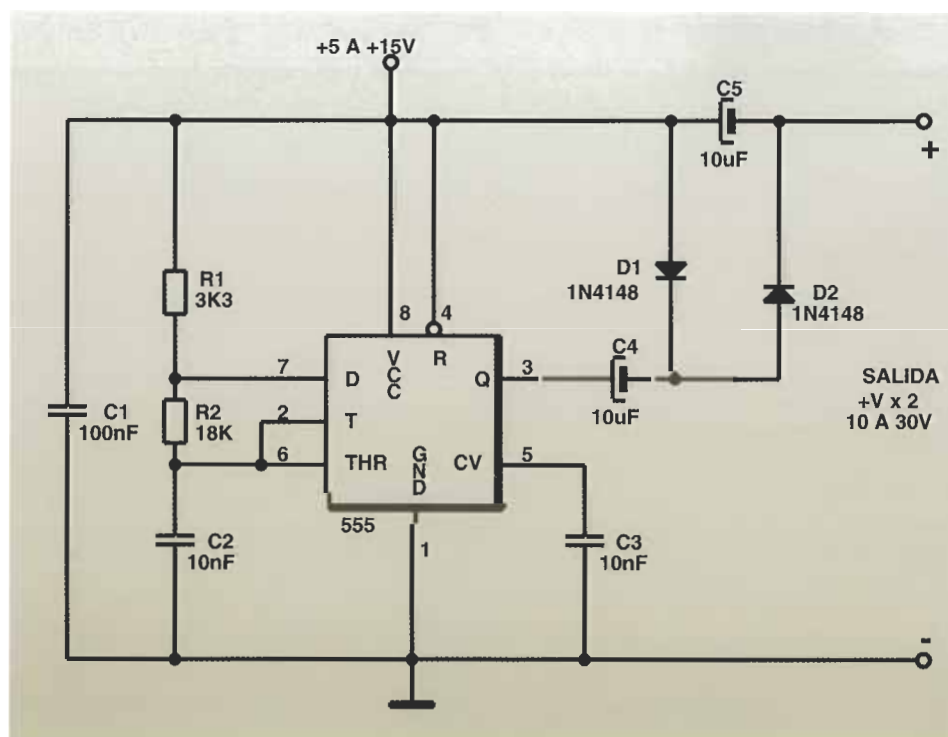 +5 A +15V
C5
10uF
R1
3K3
D1
1N4148
D2
1N4148
8
4
V
C
C
R
7
D
Q
3
C4
10uF
C1
100nF
R2
18K
2
T
SALIDA
+V x 2
10 A 30V
6
THR
G
N
D
CV
5
555
1
C2
10nF
C3
10nF
+
-